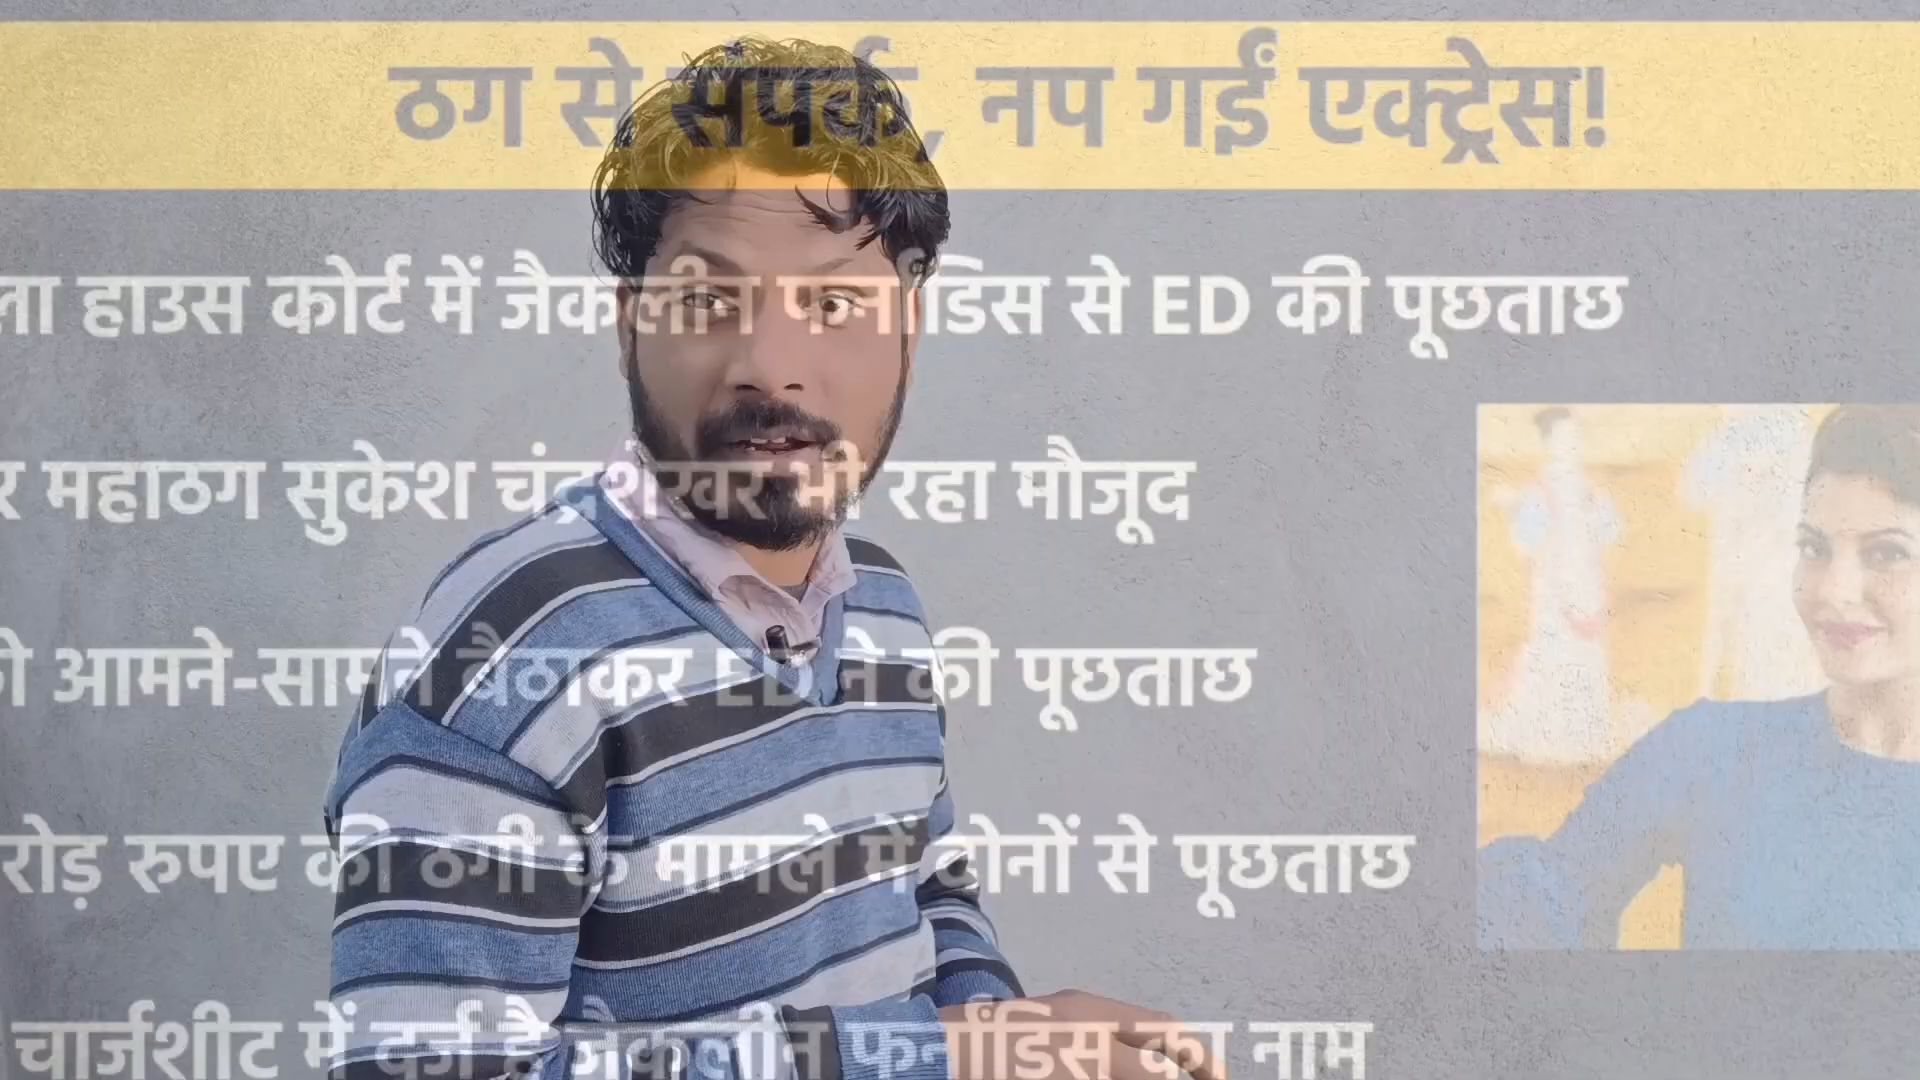 ठग से संपर्क, नप गईं एक्ट्रेस!
ला हाउस कोर्ट में जैकलीन फर्नांडिस से ED की पूछताछ
र महाठग सुकेश चंद्रशेखर भी रहा मौजूद
आमने-सामने बैठाकर ED ने की पूछताछ
रोड़ रुपए की ठगी के मामले में दोनों से पूछताछ
चार्जशीट में दर्ज है जैकलीन फर्नांडिस का नाम